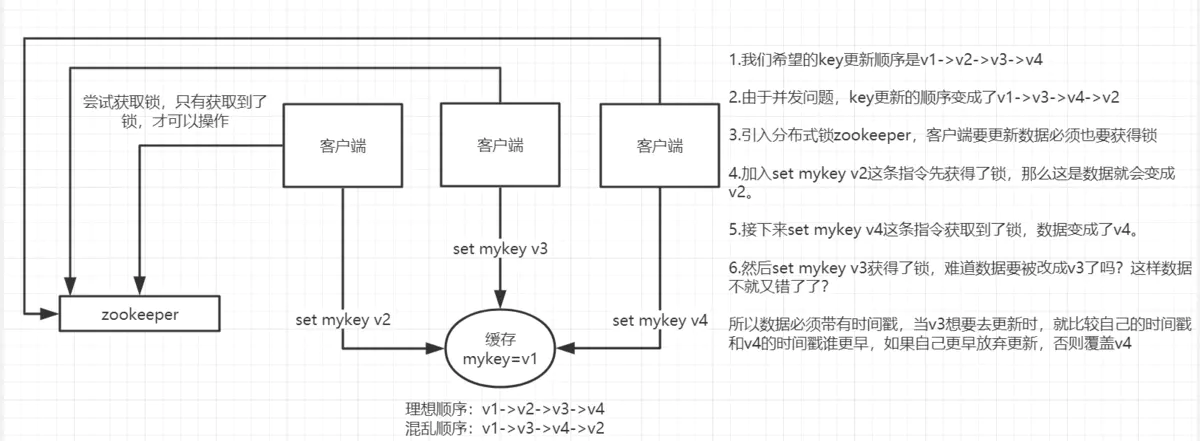 尝试获取锁，只有获取到了
锁，才可以操作
客户端
客户端
客户端
set mykey v3
zookeeper
set mykey v2
set mykey v4
缓存
mykey=v1
理想顺序：v1->v2->v3->v4
混乱顺序：v1->v3->v4->v2
1.我们希望的key更新顺序是v1->v2->v3->v4
2.由于并发问题，key更新的顺序变成了v1->v3->v4->v2
3.引入分布式锁zookeeper，客户端要更新数据必须也要获得锁
4.加入set mykey v2这条指令先获得了锁，那么这是数据就会变成
v2。
5.接下来set mykey v4这条指令获取到了锁，数据变成了v4。
6.然后set mykey v3获得了锁，难道数据要被改成v3了吗？这样数据
不就又错了了？
所以数据必须带有时间戳，当v3想要去更新时，就比较自己的时间戳
和v4的时间戳谁更早，如果自己更早放弃更新，否则覆盖v4